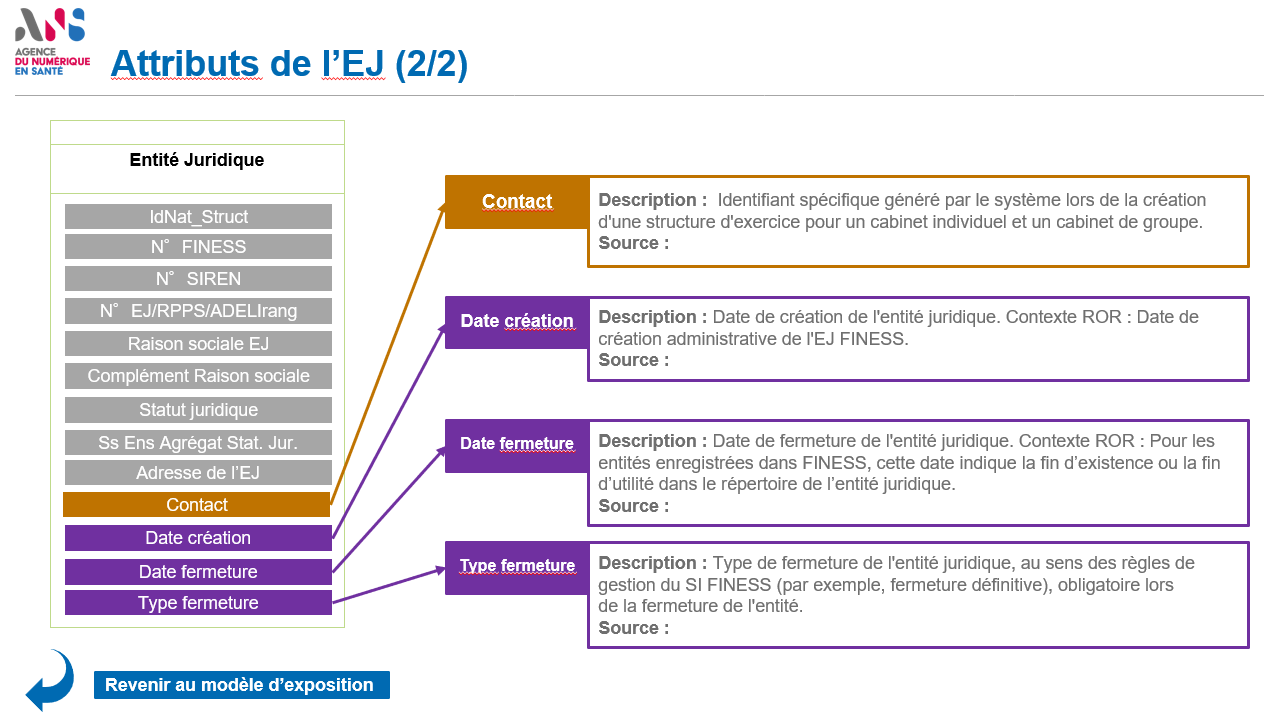 ANS
AGENCE
DU NUMÉRIQUE
EN SANTÉ
Attributs de l’EJ (2/2)
Entité Juridique
IdNat_Struct
N° FINESS
N° SIREN
N° EJ/RPPS/ADELIrang
Raison sociale EJ
Complément Raison sociale
Statut juridique
Ss Ens Agrégat Stat. Jur.
Adresse de l’EJ
Contact
Date création
Date fermeture
Type fermeture
Contact
Description : Identifiant spécifique généré par le système lors de la création
d'une structure d'exercice pour un cabinet individuel et un cabinet de groupe.
Source :
Date création
Description : Date de création de l'entité juridique. Contexte ROR : Date de
création administrative de l'EJ FINESS.
Source :
Date fermeture
Description : Date de fermeture de l'entité juridique. Contexte ROR : Pour les
entités enregistrées dans FINESS, cette date indique la fin d’existence ou la fin
d’utilité dans le répertoire de l’entité juridique.
Source :
Type fermeture
Description : Type de fermeture de l'entité juridique, au sens des règles de
gestion du SI FINESS (par exemple, fermeture définitive), obligatoire lors
de la fermeture de l'entité.
Source :
Revenir au modèle d’exposition